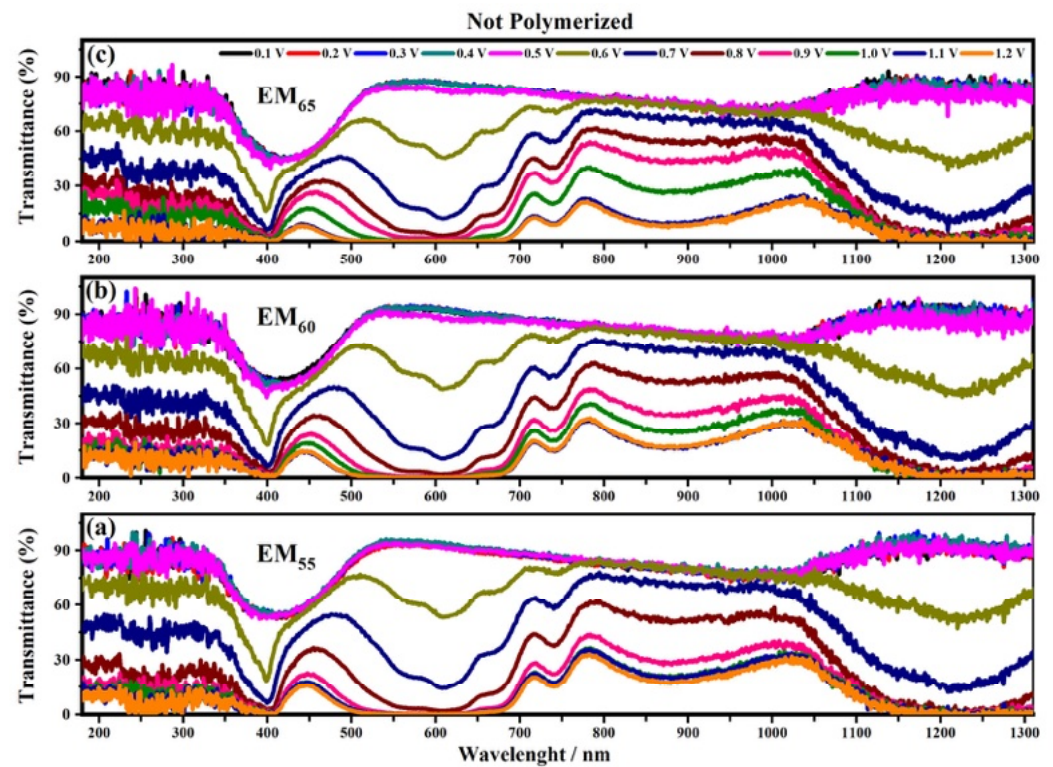 Not Polymerized
(c)
0.1 V 0.2 V 0.3 V 0.4 V 0.5 V 0.6 V 0.7 V 0.8 V 0.9 V 1.0 V 1.1 V 1.2 V
EM65
Transmittance (%)
90
60
30
0
200 300 400 500 600 700 800 900 1000 1100 1200 1300
(b)
EM60
Transmittance (%)
90
60
30
0
200 300 400 500 600 700 800 900 1000 1100 1200 1300
(a)
EM55
Transmittance (%)
90
60
30
0
200 300 400 500 600 700 800 900 1000 1100 1200 1300
Wavelenght / nm